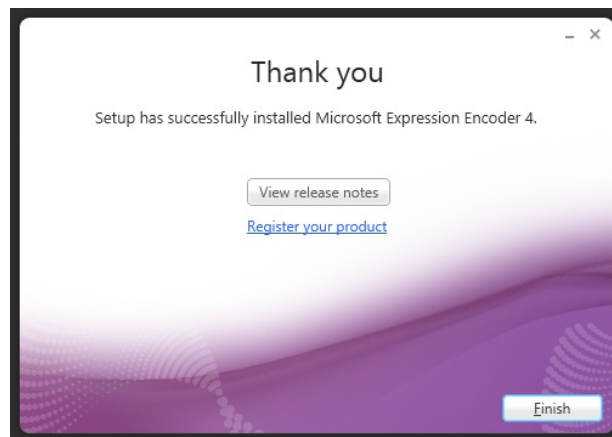 Thank you
Setup has successfully installed Microsoft Expression Encoder 4.
View release notes
Register your product
Finish